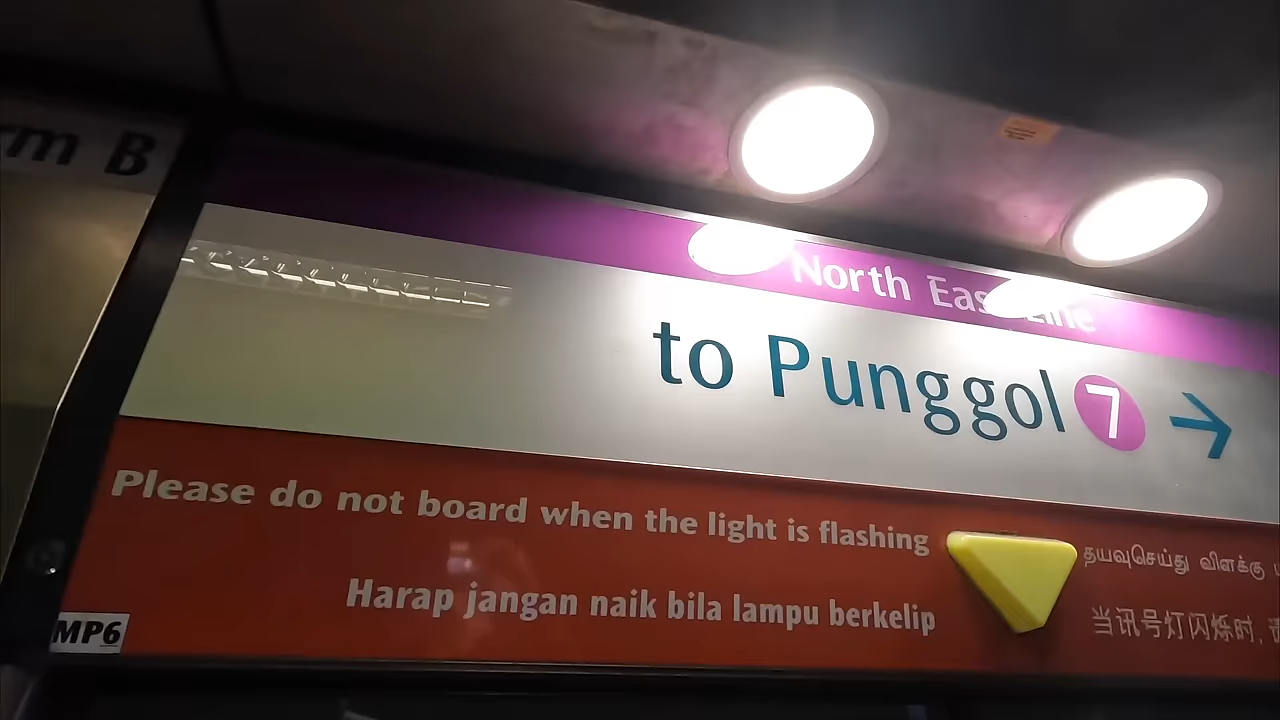 rm B
North East Line
to Punggol 7 →
Please do not board when the light is flashing
Harap jangan naik bila lampu berkelip
தயவுசெய்து விளக்கு
当讯号灯闪烁时,
MP6